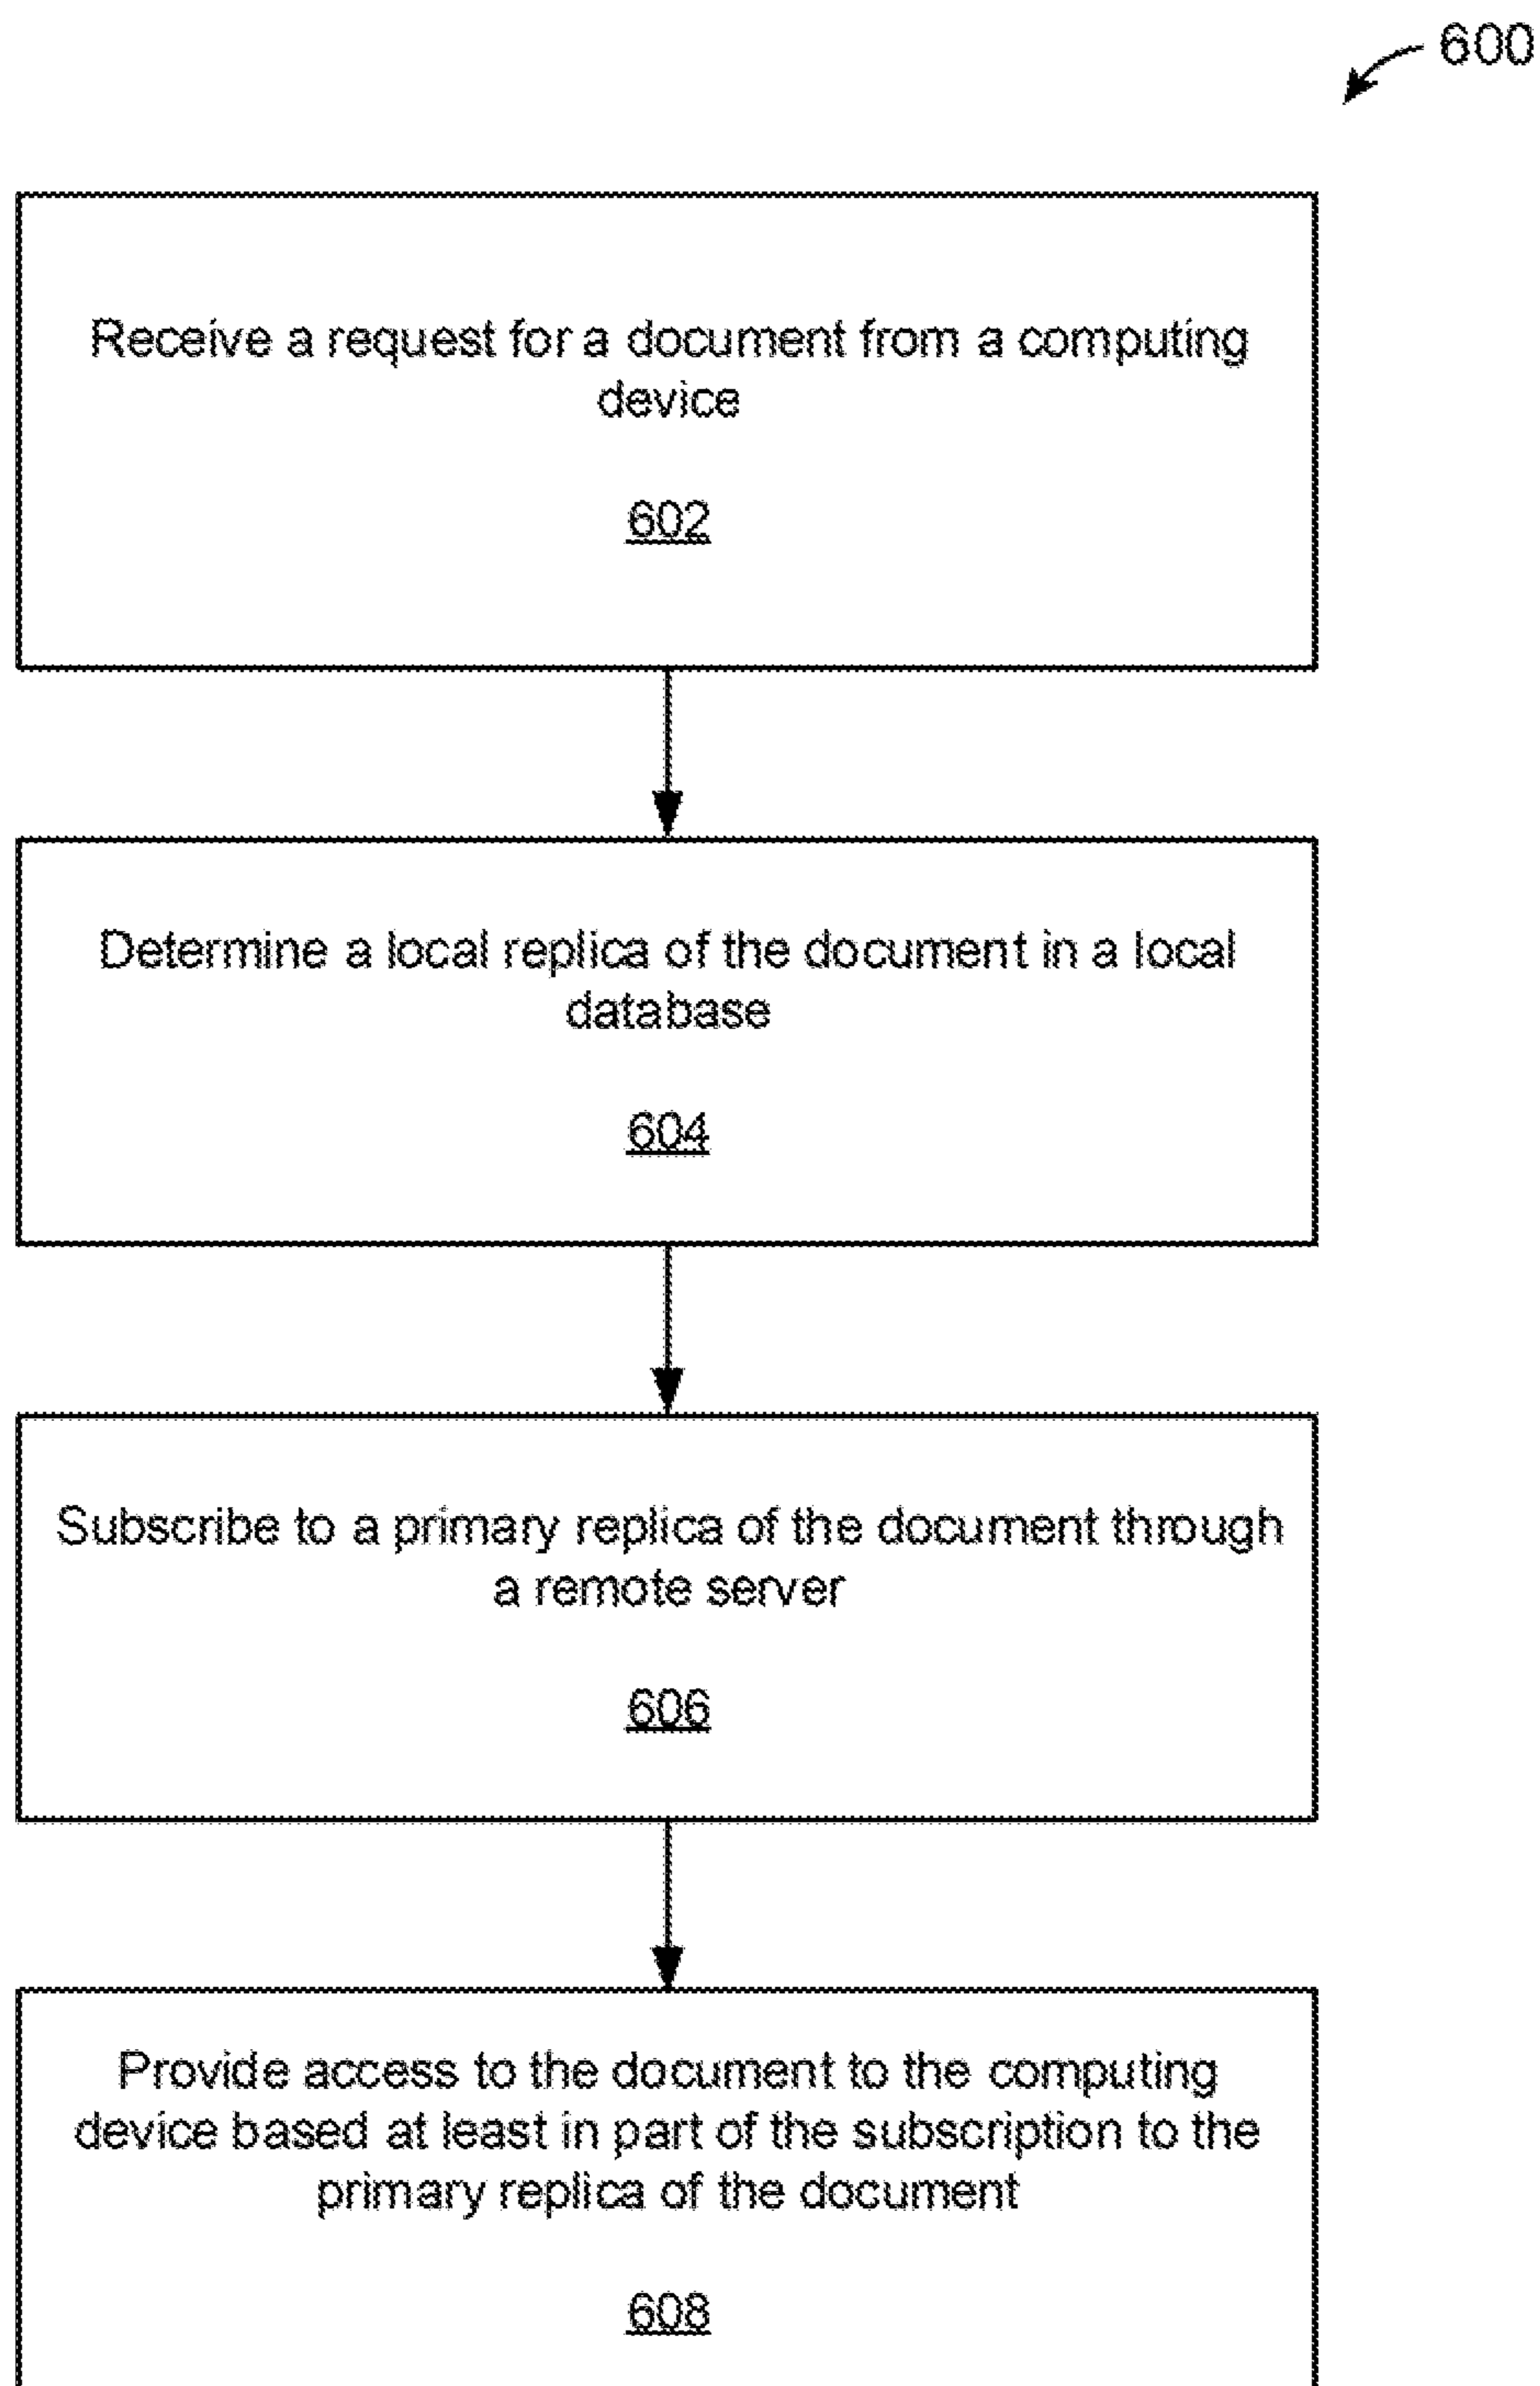 600
Receive a request for a document from a computing
device
602
Determine a local replica of the document in a local
database
604
Subscribe to a primary replica of the document through
a remote server
606
Provide access to the document to the computing
device based at least in part of the subscription to the
primary replica of the document
608